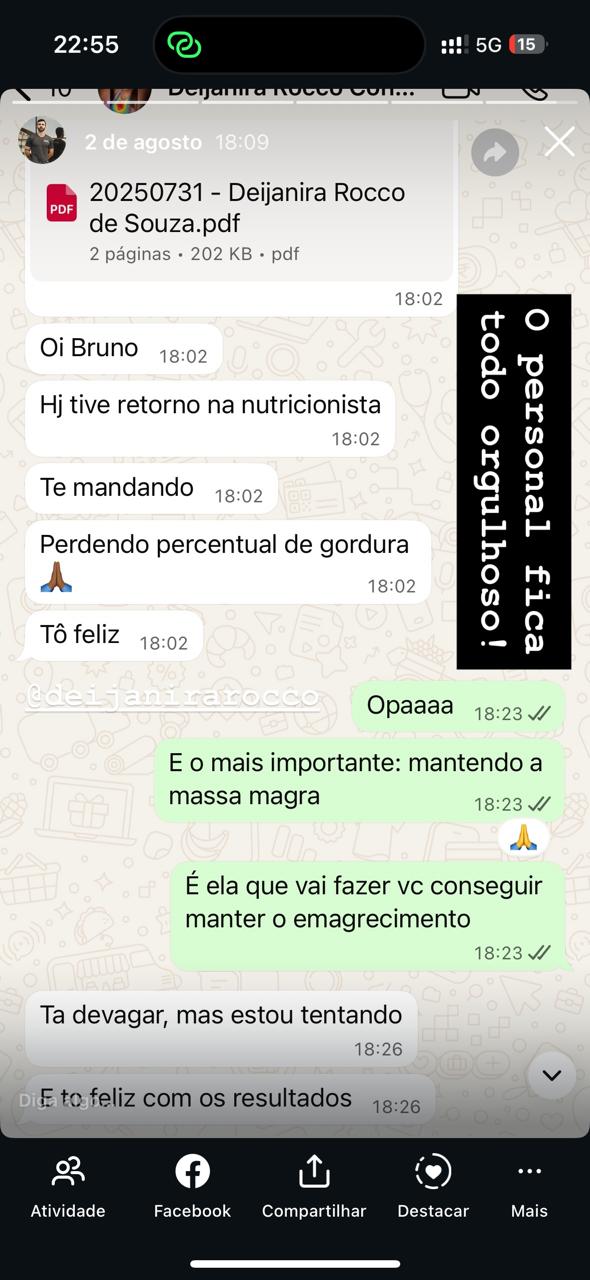 22:55
5G
15
10
Deijanira Rocco Con...
2 de agosto 18:09
20250731 - Deijanira Rocco
de Souza.pdf
PDF
2 páginas • 202 KB • pdf
18:02
O personal fica
todo orgulhoso!
Oi Bruno 18:02
Hj tive retorno na nutricionista
18:02
Te mandando 18:02
Perdendo percentual de gordura
🙏🏾 18:02
Tô feliz 18:02
@deijanirarocco
Opaaaa 18:23
E o mais importante: mantendo a
massa magra 18:23
🙏
É ela que vai fazer vc conseguir
manter o emagrecimento
18:23
Ta devagar, mas estou tentando
18:26
E to feliz com os resultados 18:26
Diga algo...
Atividade
Facebook
Compartilhar
Destacar
Mais